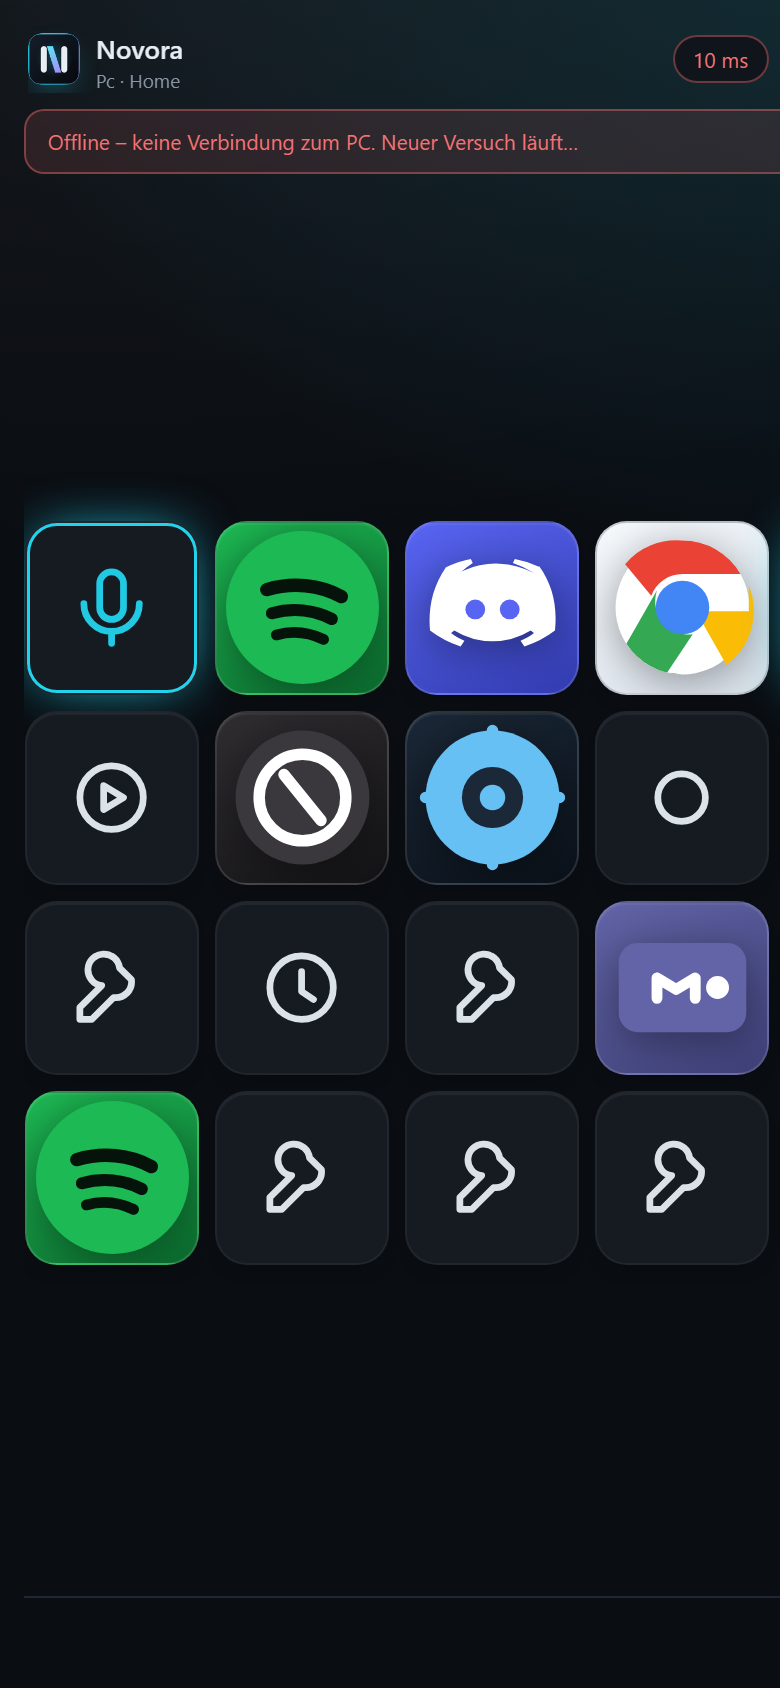 Novora
Pc · Home
10 ms
Offline – keine Verbindung zum PC. Neuer Versuch läuft...